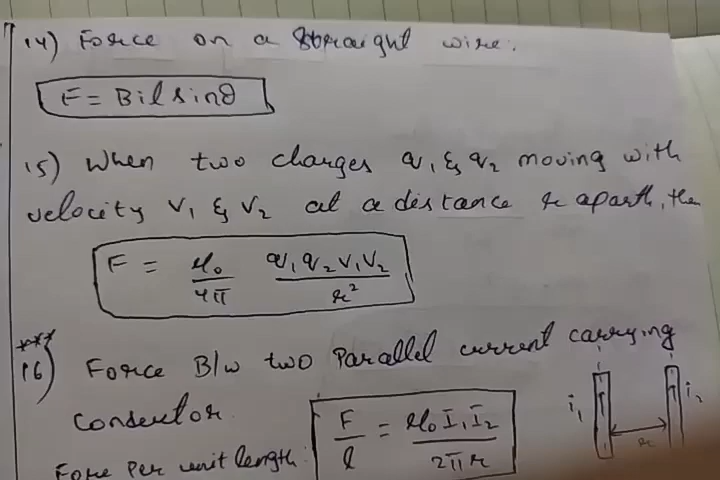 14) Force on a straight wire:
F = Bil sinθ
15) When two charges q₁ & q₂ moving with
velocity V₁ & V₂ at a distance r apart, then
F = μ₀/4π q₁q₂V₁V₂/r²
*** 16) Force B/w two Parallel current carrying
conductor.
i₁ r i₂
Fore Per unit length: F/l = μ₀I₁I₂/2πr